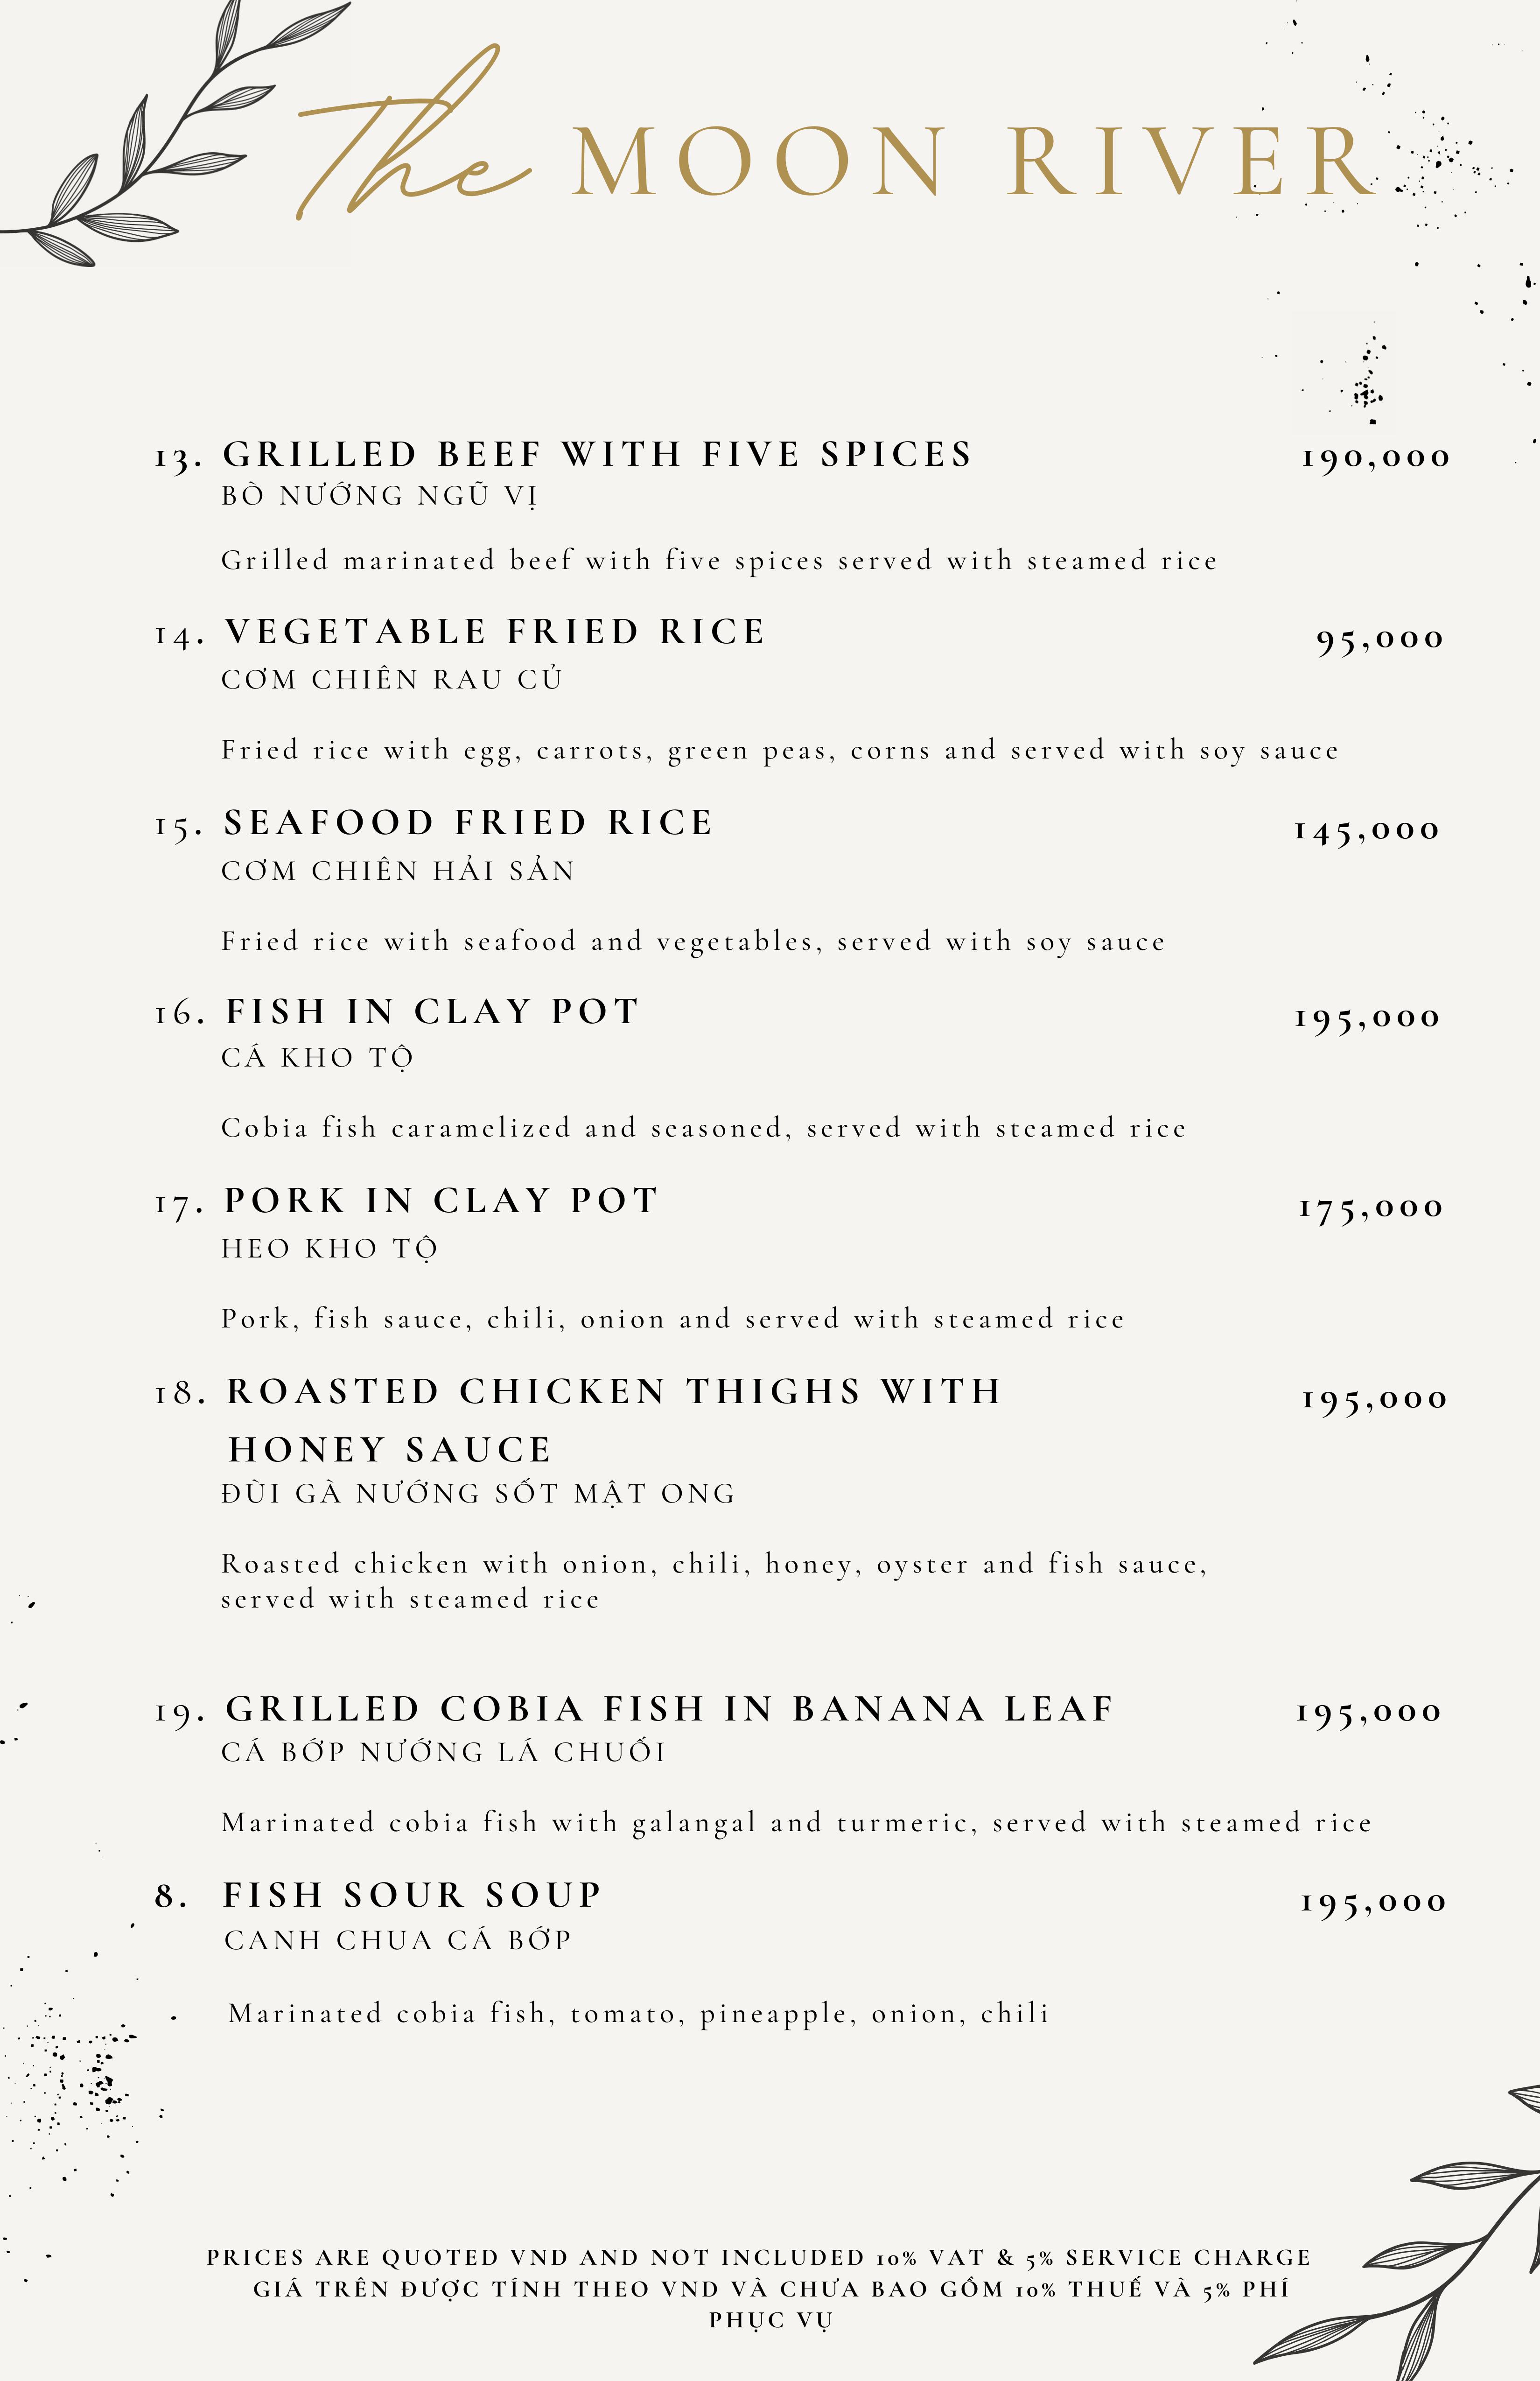 The MOON RIVER
13. GRILLED BEEF WITH FIVE SPICES 190,000
BÒ NƯỚNG NGŨ VỊ
Grilled marinated beef with five spices served with steamed rice
14. VEGETABLE FRIED RICE 95,000
CƠM CHIÊN RAU CỦ
Fried rice with egg, carrots, green peas, corns and served with soy sauce
15. SEAFOOD FRIED RICE 145,000
CƠM CHIÊN HẢI SẢN
Fried rice with seafood and vegetables, served with soy sauce
16. FISH IN CLAY POT 195,000
CÁ KHO TỘ
Cobia fish caramelized and seasoned, served with steamed rice
17. PORK IN CLAY POT 175,000
HEO KHO TỘ
Pork, fish sauce, chili, onion and served with steamed rice
18. ROASTED CHICKEN THIGHS WITH 195,000
HONEY SAUCE
ĐÙI GÀ NƯỚNG SỐT MẬT ONG
Roasted chicken with onion, chili, honey, oyster and fish sauce,
served with steamed rice
19. GRILLED COBIA FISH IN BANANA LEAF 195,000
CÁ BỚP NƯỚNG LÁ CHUỐI
Marinated cobia fish with galangal and turmeric, served with steamed rice
8. FISH SOUR SOUP 195,000
CANH CHUA CÁ BỚP
Marinated cobia fish, tomato, pineapple, onion, chili
PRICES ARE QUOTED VND AND NOT INCLUDED 10% VAT & 5% SERVICE CHARGE
GIÁ TRÊN ĐƯỢC TÍNH THEO VND VÀ CHƯA BAO GỒM 10% THUẾ VÀ 5% PHÍ
PHỤC VỤ